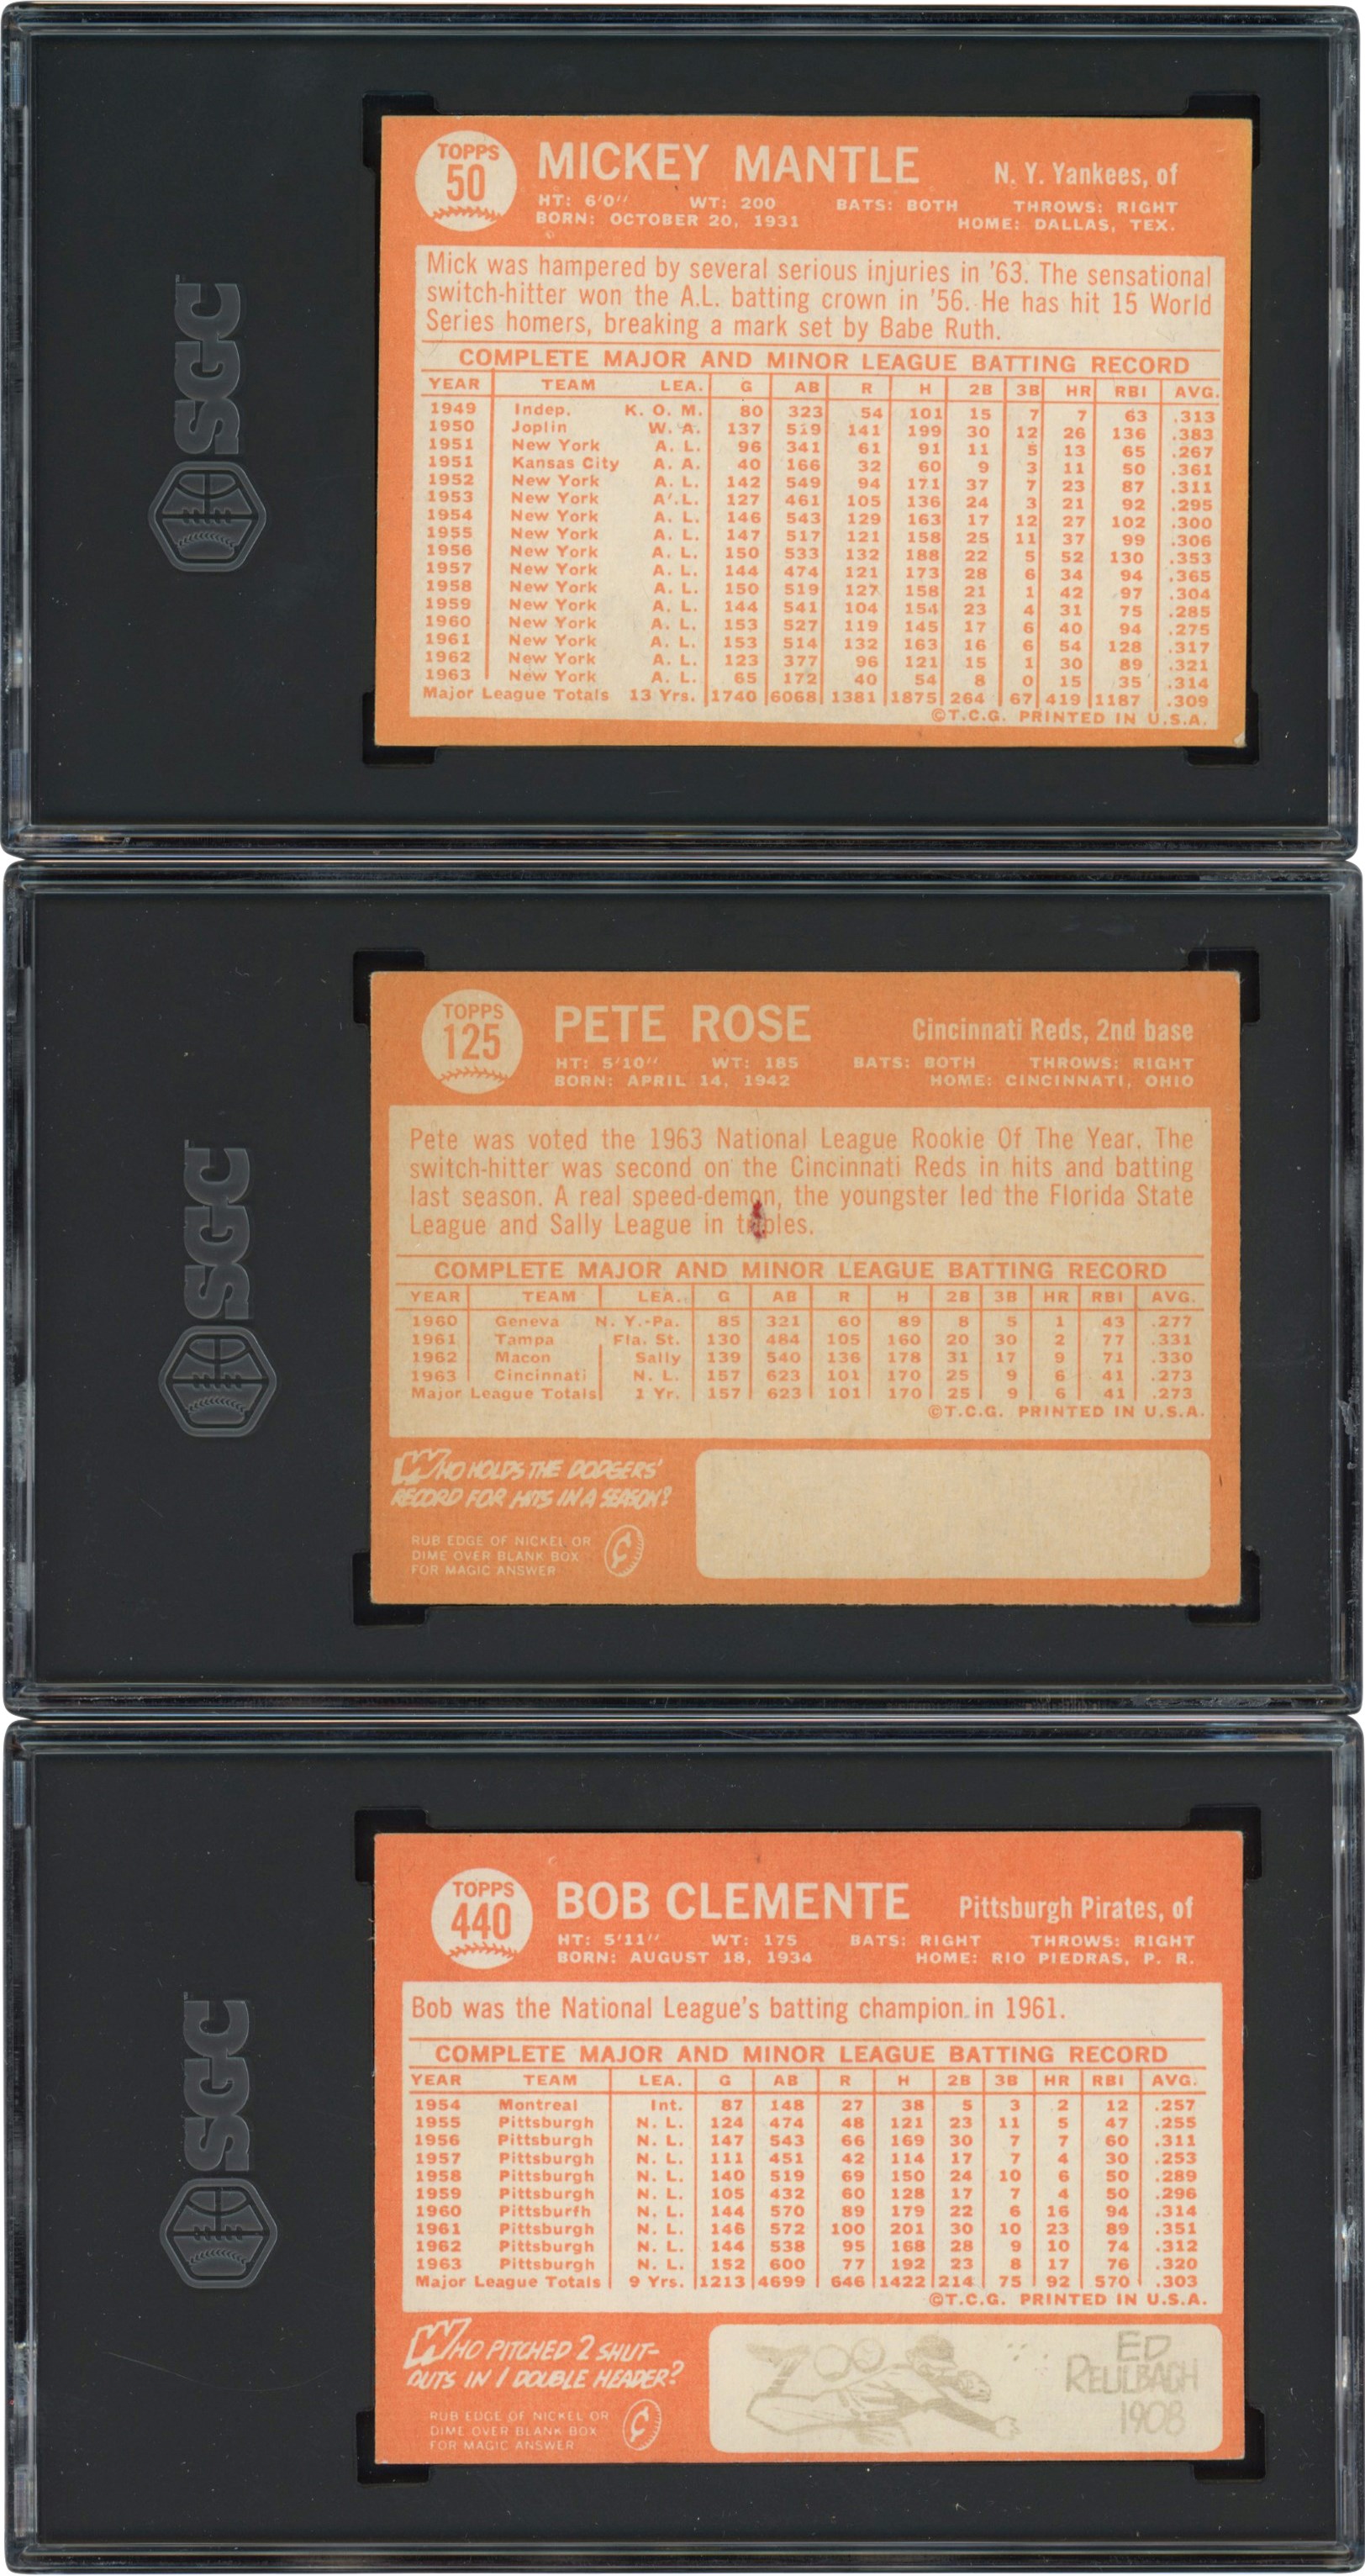 SGC
TOPPS
50
MICKEY MANTLE
N. Y. Yankees, of
HT: 6'0" WT: 200 BATS: BOTH THROWS: RIGHT
BORN: OCTOBER 20, 1931 HOME: DALLAS, TEX.
Mick was hampered by several serious injuries in '63. The sensational
switch-hitter won the A.L. batting crown in '56. He has hit 15 World
Series homers, breaking a mark set by Babe Ruth.
COMPLETE MAJOR AND MINOR LEAGUE BATTING RECORD
YEAR TEAM LEA. G AB R H 2B 3B HR RBI AVG.
1949 Indep. K. O. M. 80 323 54 101 15 7 7 63 .313
1950 Joplin W. A. 137 519 141 199 30 12 26 136 .383
1951 New York A. L. 96 341 61 91 11 5 13 65 .267
1951 Kansas City A. A. 40 166 32 60 9 3 11 50 .361
1952 New York A. L. 142 549 94 171 37 7 23 87 .311
1953 New York A. L. 127 461 105 136 24 3 21 92 .295
1954 New York A. L. 146 543 129 163 17 12 27 102 .300
1955 New York A. L. 147 517 121 158 25 11 37 99 .306
1956 New York A. L. 150 533 132 188 22 5 52 130 .353
1957 New York A. L. 144 474 121 173 28 6 34 94 .365
1958 New York A. L. 150 519 127 158 21 1 42 97 .304
1959 New York A. L. 144 541 104 154 23 4 31 75 .285
1960 New York A. L. 153 527 119 145 17 6 40 94 .275
1961 New York A. L. 153 514 132 163 16 6 54 128 .317
1962 New York A. L. 123 377 96 121 15 1 30 89 .321
1963 New York A. L. 65 172 40 54 8 0 15 35 .314
Major League Totals 13 Yrs. 1740 6068 1381 1875 264 67 419 1187 .309
©T.C.G. PRINTED IN U.S.A.
SGC
TOPPS
125
PETE ROSE
Cincinnati Reds, 2nd base
HT: 5'10" WT: 185 BATS: BOTH THROWS: RIGHT
BORN: APRIL 14, 1942 HOME: CINCINNATI, OHIO
Pete was voted the 1963 National League Rookie Of The Year. The
switch-hitter was second on the Cincinnati Reds in hits and batting
last season. A real speed-demon, the youngster led the Florida State
League and Sally League in triples.
COMPLETE MAJOR AND MINOR LEAGUE BATTING RECORD
YEAR TEAM LEA. G AB R H 2B 3B HR RBI AVG.
1960 Geneva N. Y.-Pa. 85 321 60 89 8 5 1 43 .277
1961 Tampa Fla. St. 130 484 105 160 20 30 2 77 .331
1962 Macon Sally 139 540 136 178 31 17 9 71 .330
1963 Cincinnati N. L. 157 623 101 170 25 9 6 41 .273
Major League Totals 1 Yr. 157 623 101 170 25 9 6 41 .273
©T.C.G. PRINTED IN U.S.A.
WHO HOLDS THE DODGERS'
RECORD FOR HITS IN A SEASON?
RUB EDGE OF NICKEL OR
DIME OVER BLANK BOX
FOR MAGIC ANSWER
¢
SGC
TOPPS
440
BOB CLEMENTE
Pittsburgh Pirates, of
HT: 5'11" WT: 175 BATS: RIGHT THROWS: RIGHT
BORN: AUGUST 18, 1934 HOME: RIO PIEDRAS, P. R.
Bob was the National League's batting champion in 1961.
COMPLETE MAJOR AND MINOR LEAGUE BATTING RECORD
YEAR TEAM LEA. G AB R H 2B 3B HR RBI AVG.
1954 Montreal Int. 87 148 27 38 5 3 2 12 .257
1955 Pittsburgh N. L. 124 474 48 121 23 11 5 47 .255
1956 Pittsburgh N. L. 147 543 66 169 30 7 7 60 .311
1957 Pittsburgh N. L. 111 451 42 114 17 7 4 30 .253
1958 Pittsburgh N. L. 140 519 69 150 24 10 6 50 .289
1959 Pittsburgh N. L. 105 432 60 128 17 7 4 50 .296
1960 Pittsburfh N. L. 144 570 89 179 22 6 16 94 .314
1961 Pittsburgh N. L. 146 572 100 201 30 10 23 89 .351
1962 Pittsburgh N. L. 144 538 95 168 28 9 10 74 .312
1963 Pittsburgh N. L. 152 600 77 192 23 8 17 76 .320
Major League Totals 9 Yrs. 1213 4699 646 1422 214 75 92 570 .303
©T.C.G. PRINTED IN U.S.A.
WHO PITCHED 2 SHUT-
OUTS IN 1 DOUBLE HEADER?
RUB EDGE OF NICKEL OR
DIME OVER BLANK BOX
FOR MAGIC ANSWER
¢
ED
REULBACH
1908